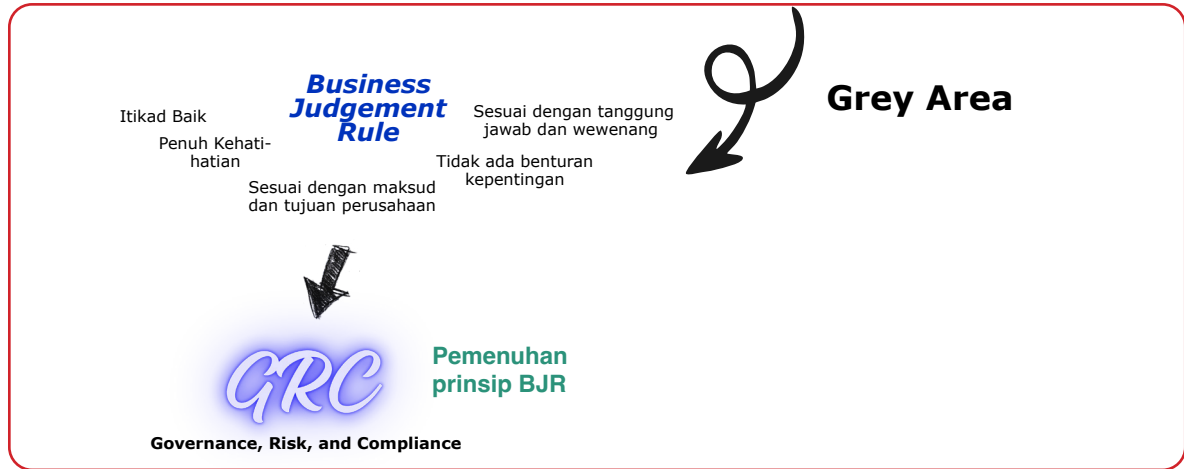 Business
Judgement
Rule
Grey Area
Itikad Baik
Penuh Kehati-
hatian
Sesuai dengan maksud
dan tujuan perusahaan
Tidak ada benturan
kepentingan
Sesuai dengan tanggung
jawab dan wewenang
GRC
Pemenuhan
prinsip BJR
Governance, Risk, and Compliance